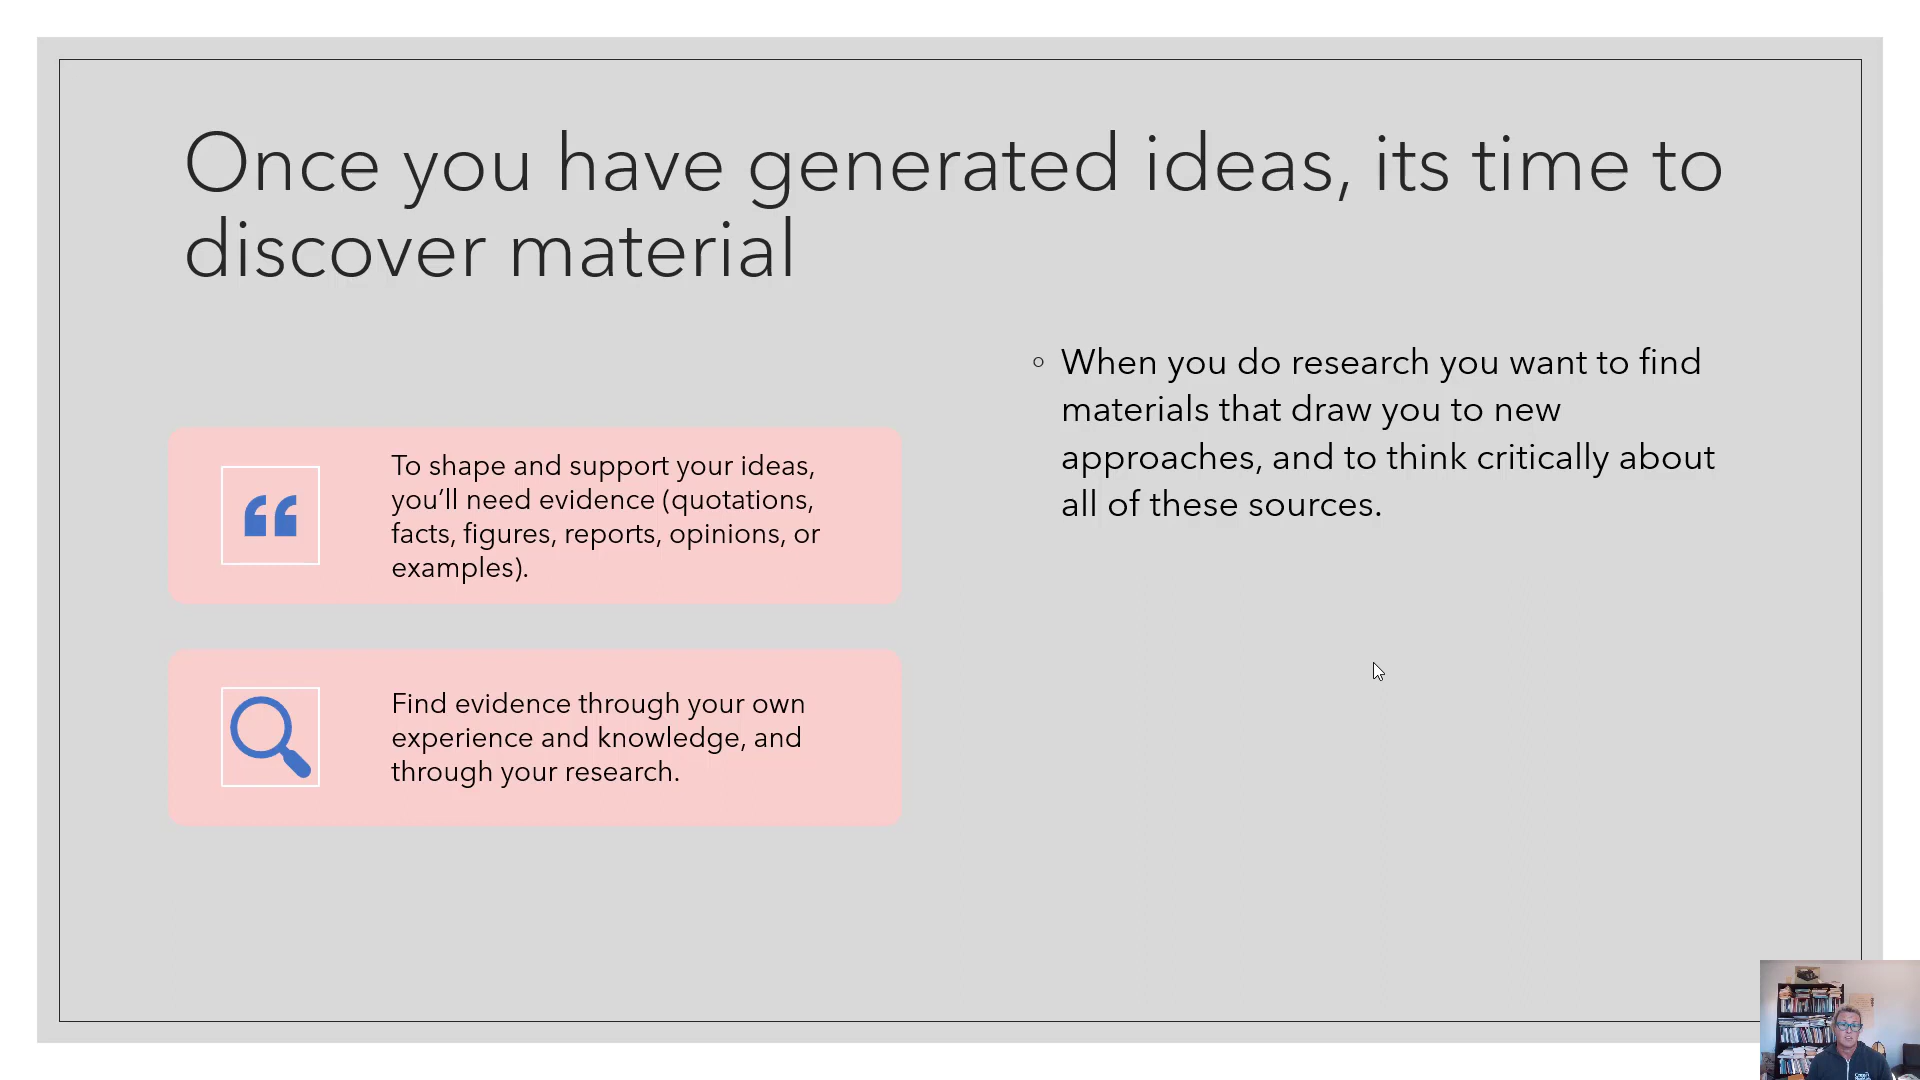 Once you have generated ideas, its time to
discover material
To shape and support your ideas,
you’ll need evidence (quotations,
facts, figures, reports, opinions, or
examples).
Find evidence through your own
experience and knowledge, and
through your research.
◦ When you do research you want to find
materials that draw you to new
approaches, and to think critically about
all of these sources.